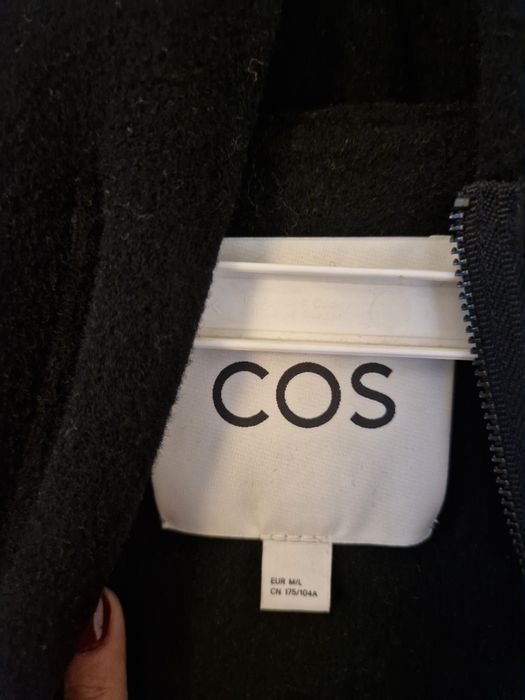 COS
EUR M/L
CN 175/104A